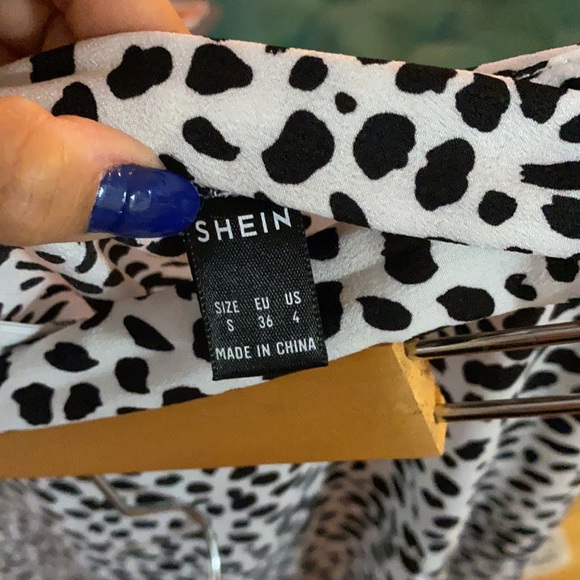 SHEIN
SIZE EU US
S 36 4
MADE IN CHINA